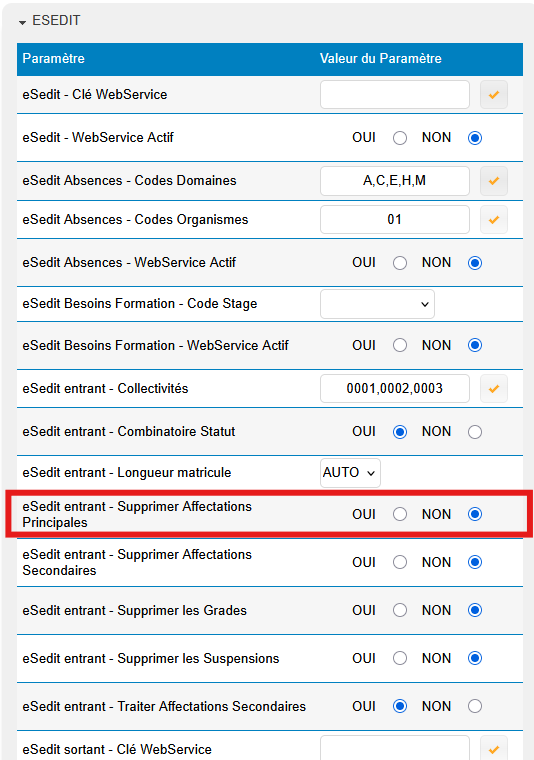 ESEDIT
Paramètre Valeur du Paramètre
eSedit - Clé WebService
eSedit - WebService Actif OUI NON
eSedit Absences - Codes Domaines A,C,E,H,M
eSedit Absences - Codes Organismes 01
eSedit Absences - WebService Actif OUI NON
eSedit Besoins Formation - Code Stage
eSedit Besoins Formation - WebService Actif OUI NON
eSedit entrant - Collectivités 0001,0002,0003
eSedit entrant - Combinatoire Statut OUI NON
eSedit entrant - Longueur matricule AUTO
eSedit entrant - Supprimer Affectations
Principales OUI NON
eSedit entrant - Supprimer Affectations
Secondaires OUI NON
eSedit entrant - Supprimer les Grades OUI NON
eSedit entrant - Supprimer les Suspensions OUI NON
eSedit entrant - Traiter Affectations Secondaires OUI NON
eSedit sortant - Clé WebService